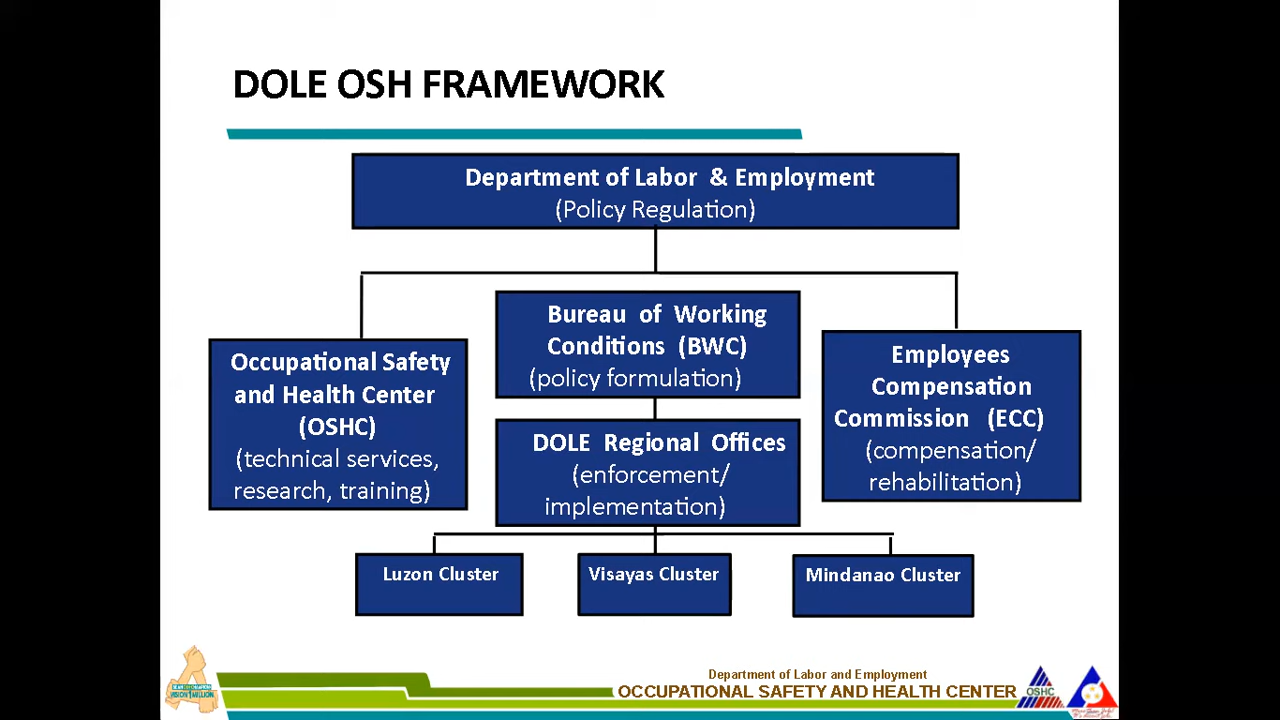 DOLE OSH FRAMEWORK
Department of Labor & Employment
(Policy Regulation)
Occupational Safety
and Health Center
(OSHC)
(technical services,
research, training)
Bureau of Working
Conditions (BWC)
(policy formulation)
DOLE Regional Offices
(enforcement/
implementation)
Employees
Compensation
Commission (ECC)
(compensation/
rehabilitation)
Luzon Cluster
Visayas Cluster
Mindanao Cluster
Department of Labor and Employment
OCCUPATIONAL SAFETY AND HEALTH CENTER
OSHC